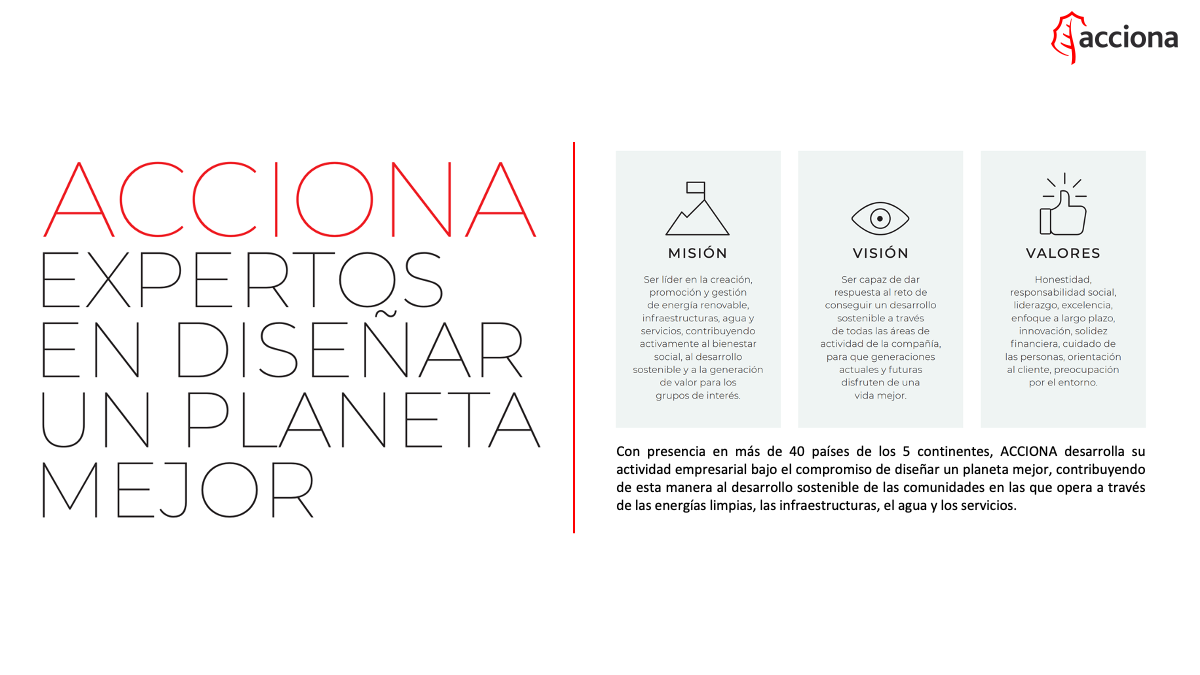 acciona
ACCIONA
EXPERTOS
EN DISEÑAR
UN PLANETA
MEJOR
MISIÓN
Ser líder en la creación,
promoción y gestión
de energía renovable,
infraestructuras, agua y
servicios, contribuyendo
activamente al bienestar
social, al desarrollo
sostenible y a la generación
de valor para los
grupos de interés.
VISIÓN
Ser capaz de dar
respuesta al reto de
conseguir un desarrollo
sostenible a través
de todas las áreas de
actividad de la compañía,
para que generaciones
actuales y futuras
disfruten de una
vida mejor.
VALORES
Honestidad,
responsabilidad social,
liderazgo, excelencia,
enfoque a largo plazo,
innovación, solidez
financiera, cuidado de
las personas, orientación
al cliente, preocupación
por el entorno.
Con presencia en más de 40 países de los 5 continentes, ACCIONA desarrolla su
actividad empresarial bajo el compromiso de diseñar un planeta mejor, contribuyendo
de esta manera al desarrollo sostenible de las comunidades en las que opera a través
de las energías limpias, las infraestructuras, el agua y los servicios.